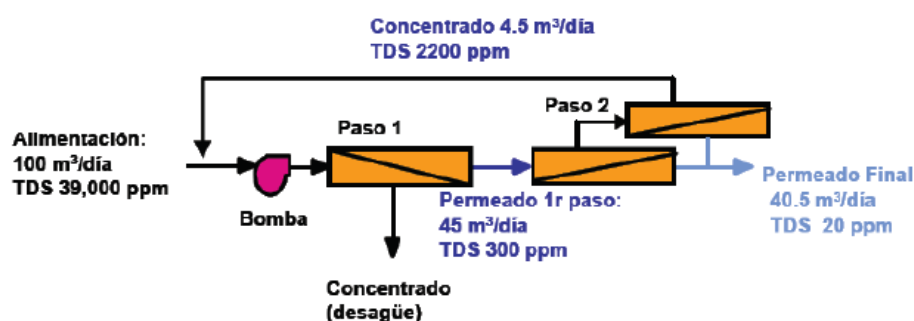 Concentrado 4.5 m³/día
TDS 2200 ppm
Paso 2
Paso 1
Alimentación:
100 m³/día
TDS 39,000 ppm
Bomba
Permeado 1r paso:
45 m³/día
TDS 300 ppm
Permeado Final
40.5 m³/día
TDS 20 ppm
Concentrado
(desagüe)